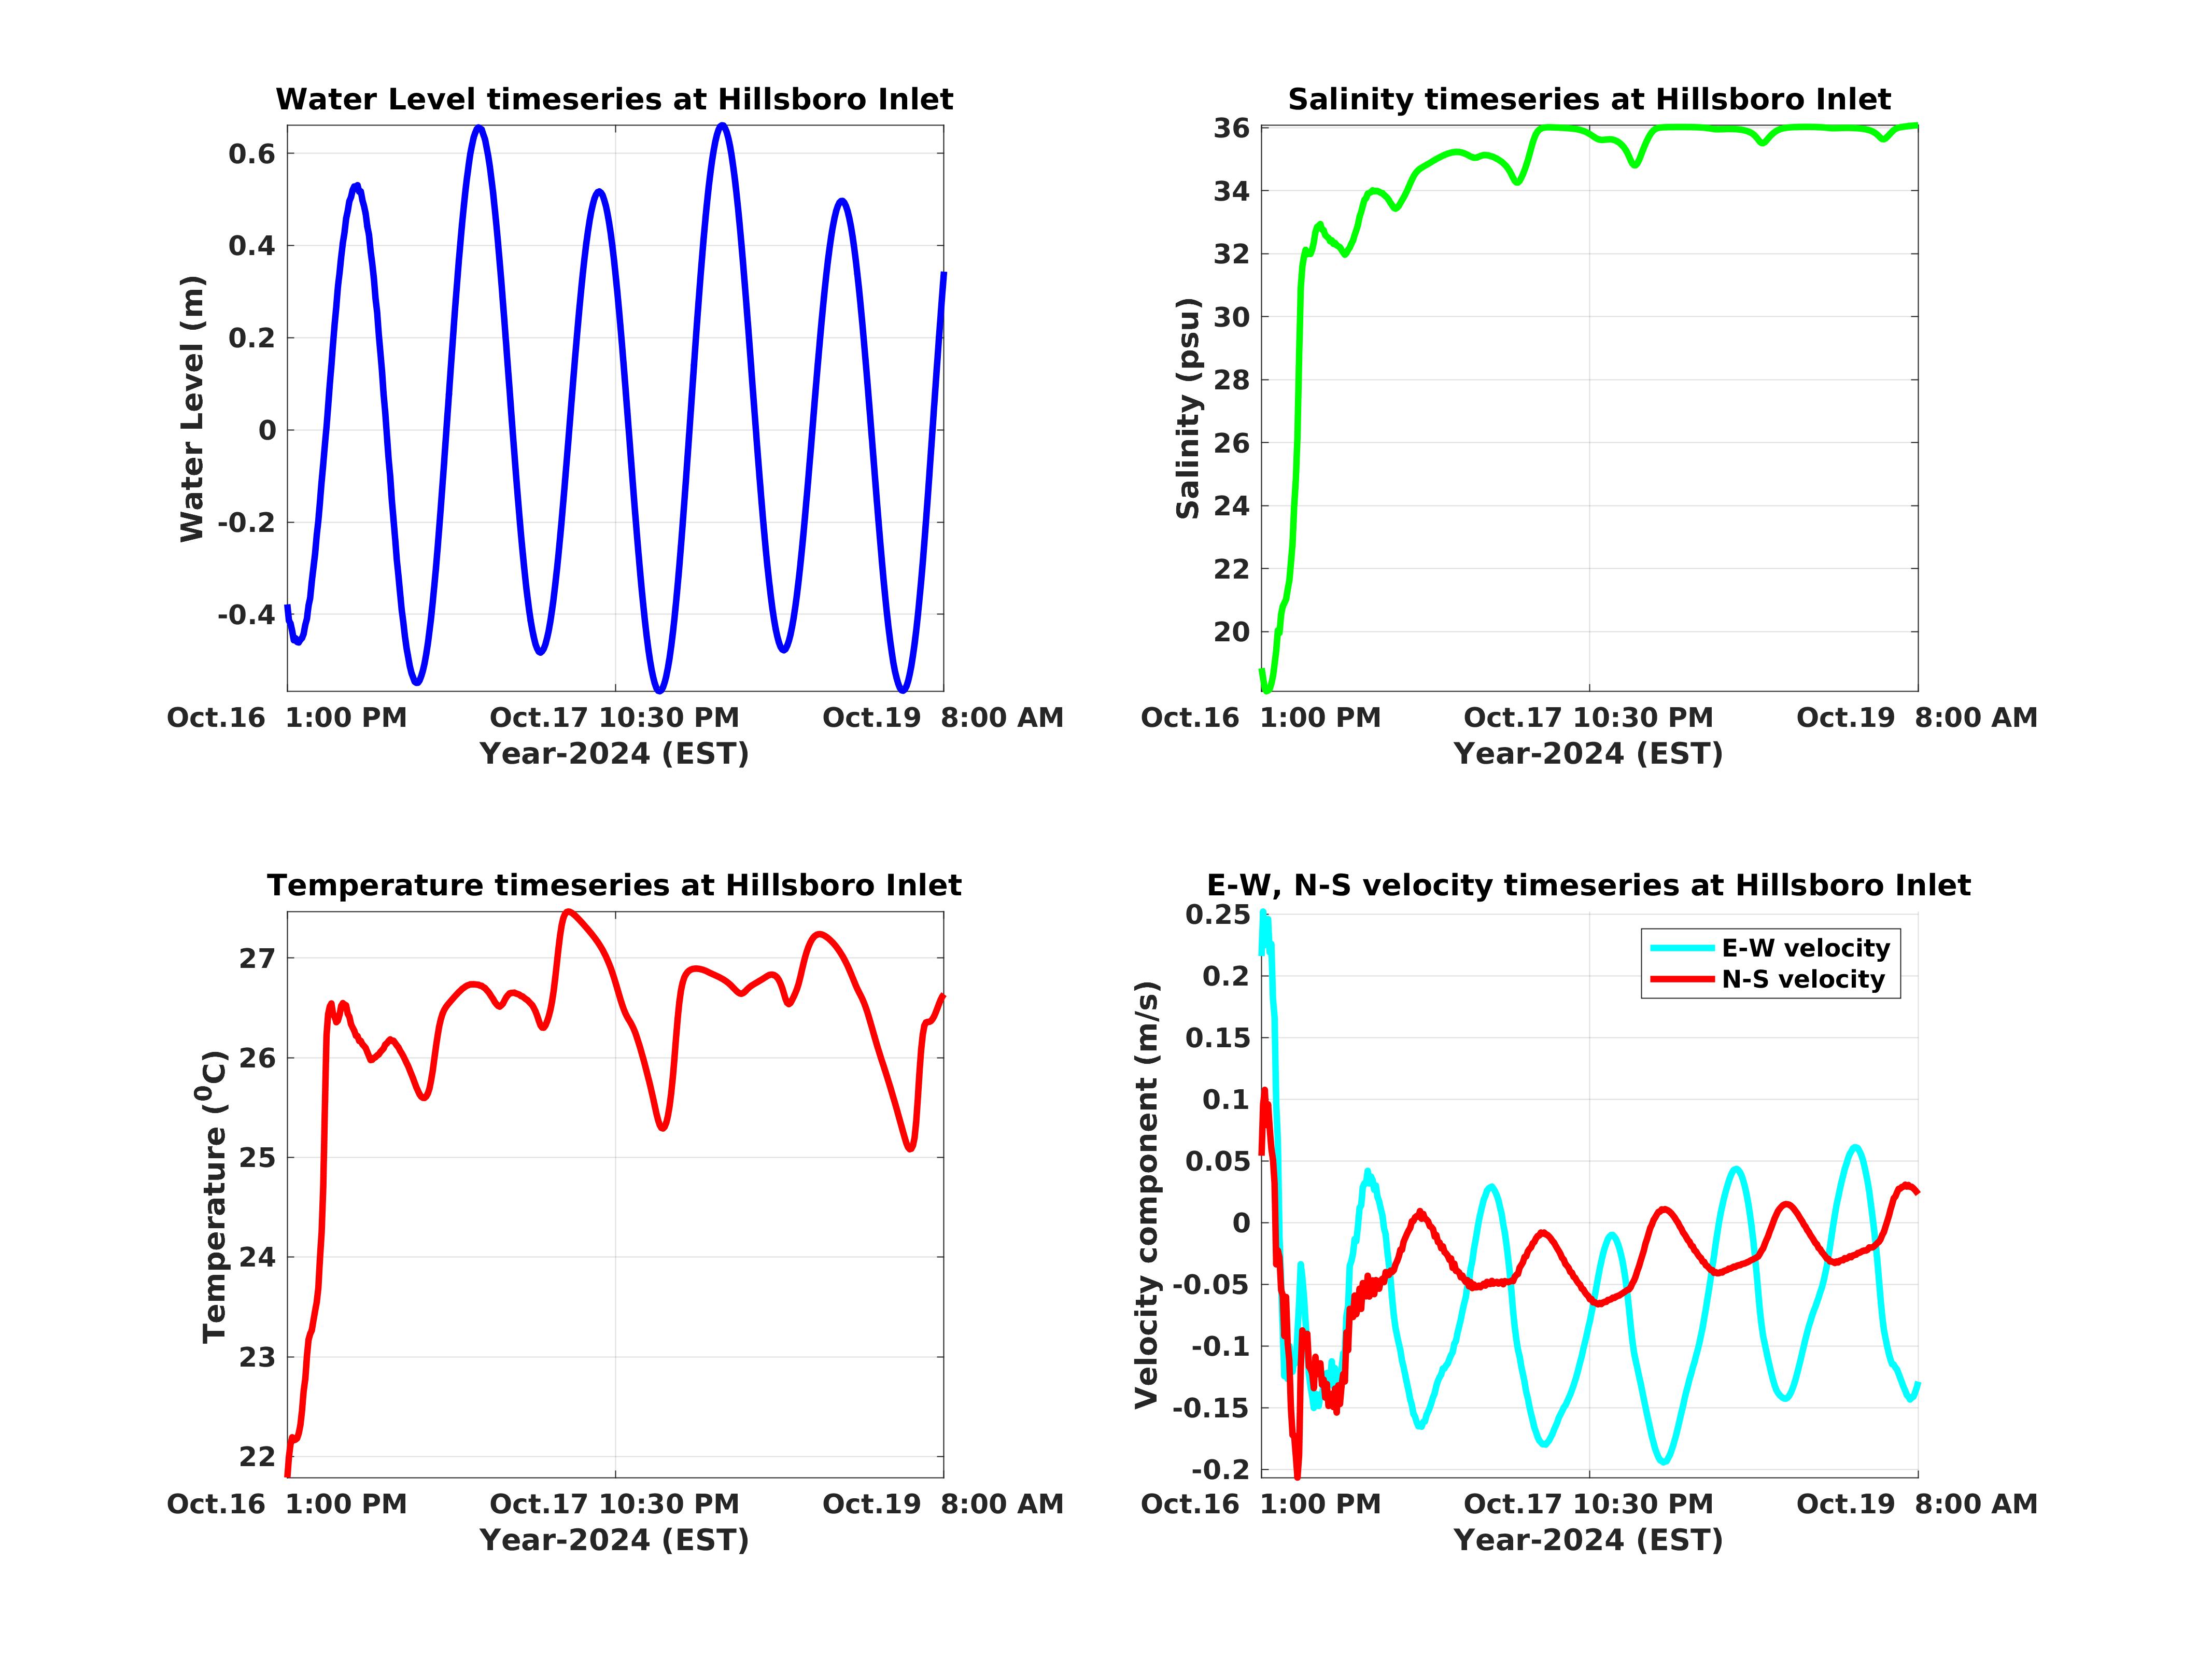 Water Level timeseries at Hillsboro Inlet
0.6
0.4
0.2
0
-0.2
-0.4
Water Level (m)
Oct.16 1:00 PM Oct.17 10:30 PM Oct.19 8:00 AM
Year-2024 (EST)
Salinity timeseries at Hillsboro Inlet
36
34
32
30
28
26
24
22
20
Salinity (psu)
Oct.16 1:00 PM Oct.17 10:30 PM Oct.19 8:00 AM
Year-2024 (EST)
Temperature timeseries at Hillsboro Inlet
27
26
25
24
23
22
Temperature (⁰C)
Oct.16 1:00 PM Oct.17 10:30 PM Oct.19 8:00 AM
Year-2024 (EST)
E-W, N-S velocity timeseries at Hillsboro Inlet
0.25
0.2
0.15
0.1
0.05
0
-0.05
-0.1
-0.15
-0.2
Velocity component (m/s)
E-W velocity
N-S velocity
Oct.16 1:00 PM Oct.17 10:30 PM Oct.19 8:00 AM
Year-2024 (EST)